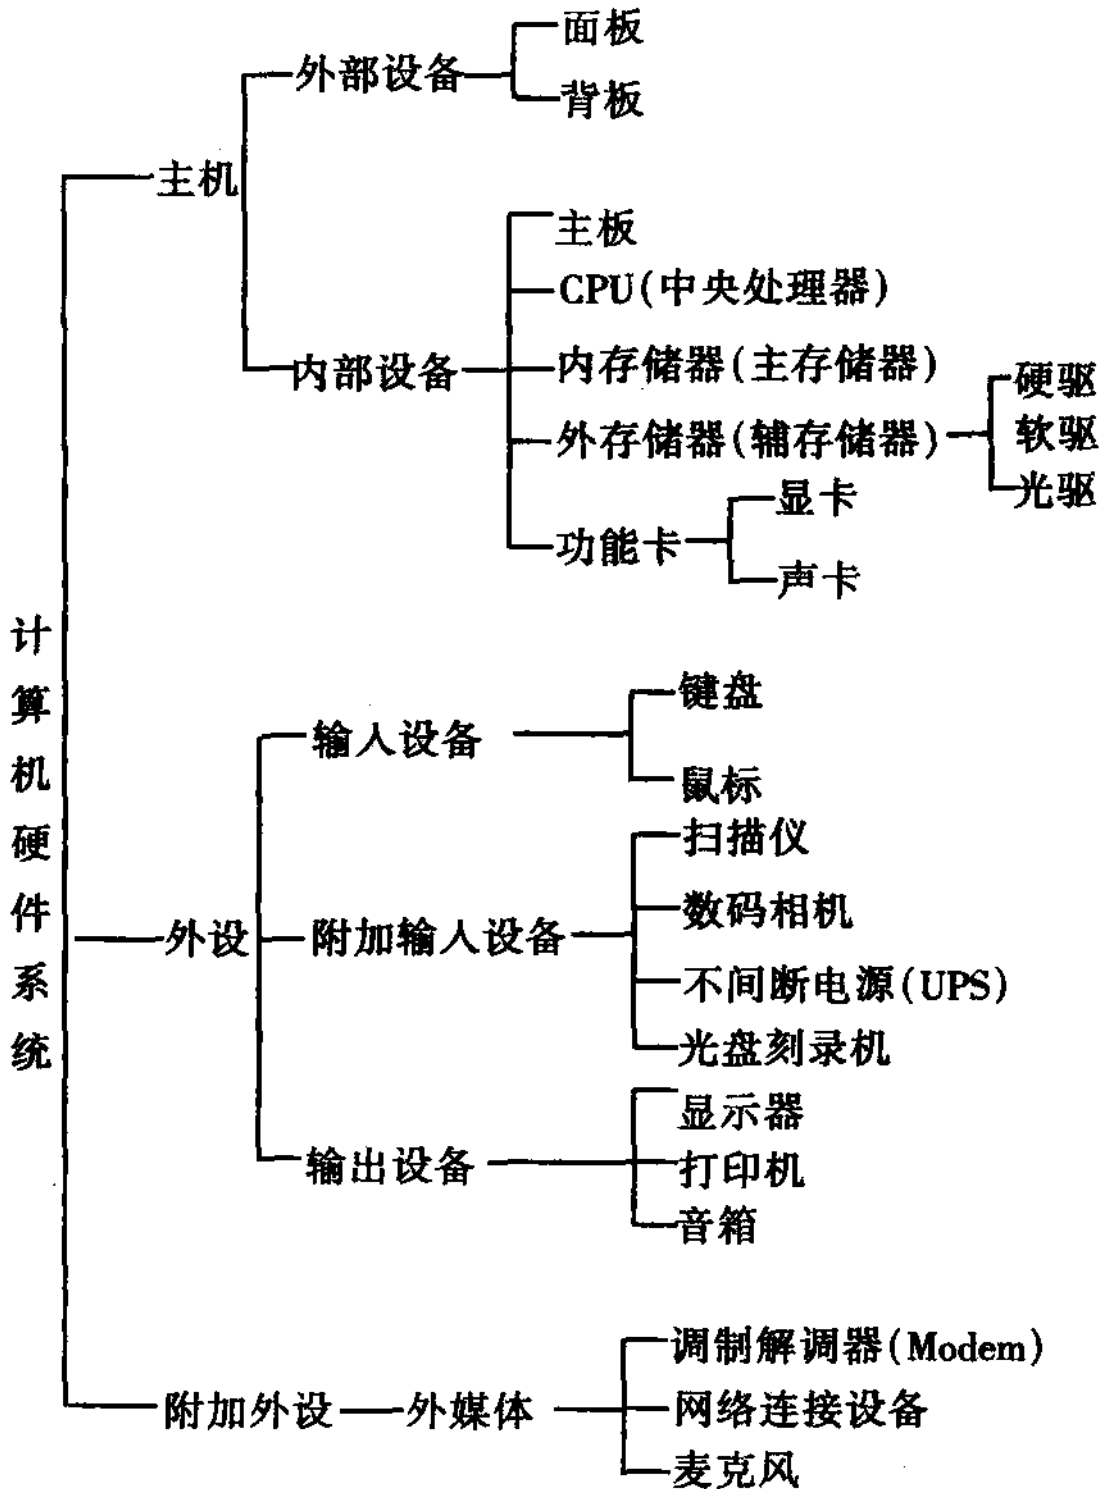 计算机硬件系统
主机
外部设备
面板
背板
内部设备
主板
CPU(中央处理器)
内存储器(主存储器)
外存储器(辅存储器)
硬驱
软驱
光驱
功能卡
显卡
声卡
外设
输入设备
键盘
鼠标
附加输入设备
扫描仪
数码相机
不间断电源(UPS)
光盘刻录机
输出设备
显示器
打印机
音箱
附加外设
外媒体
调制解调器(Modem)
网络连接设备
麦克风